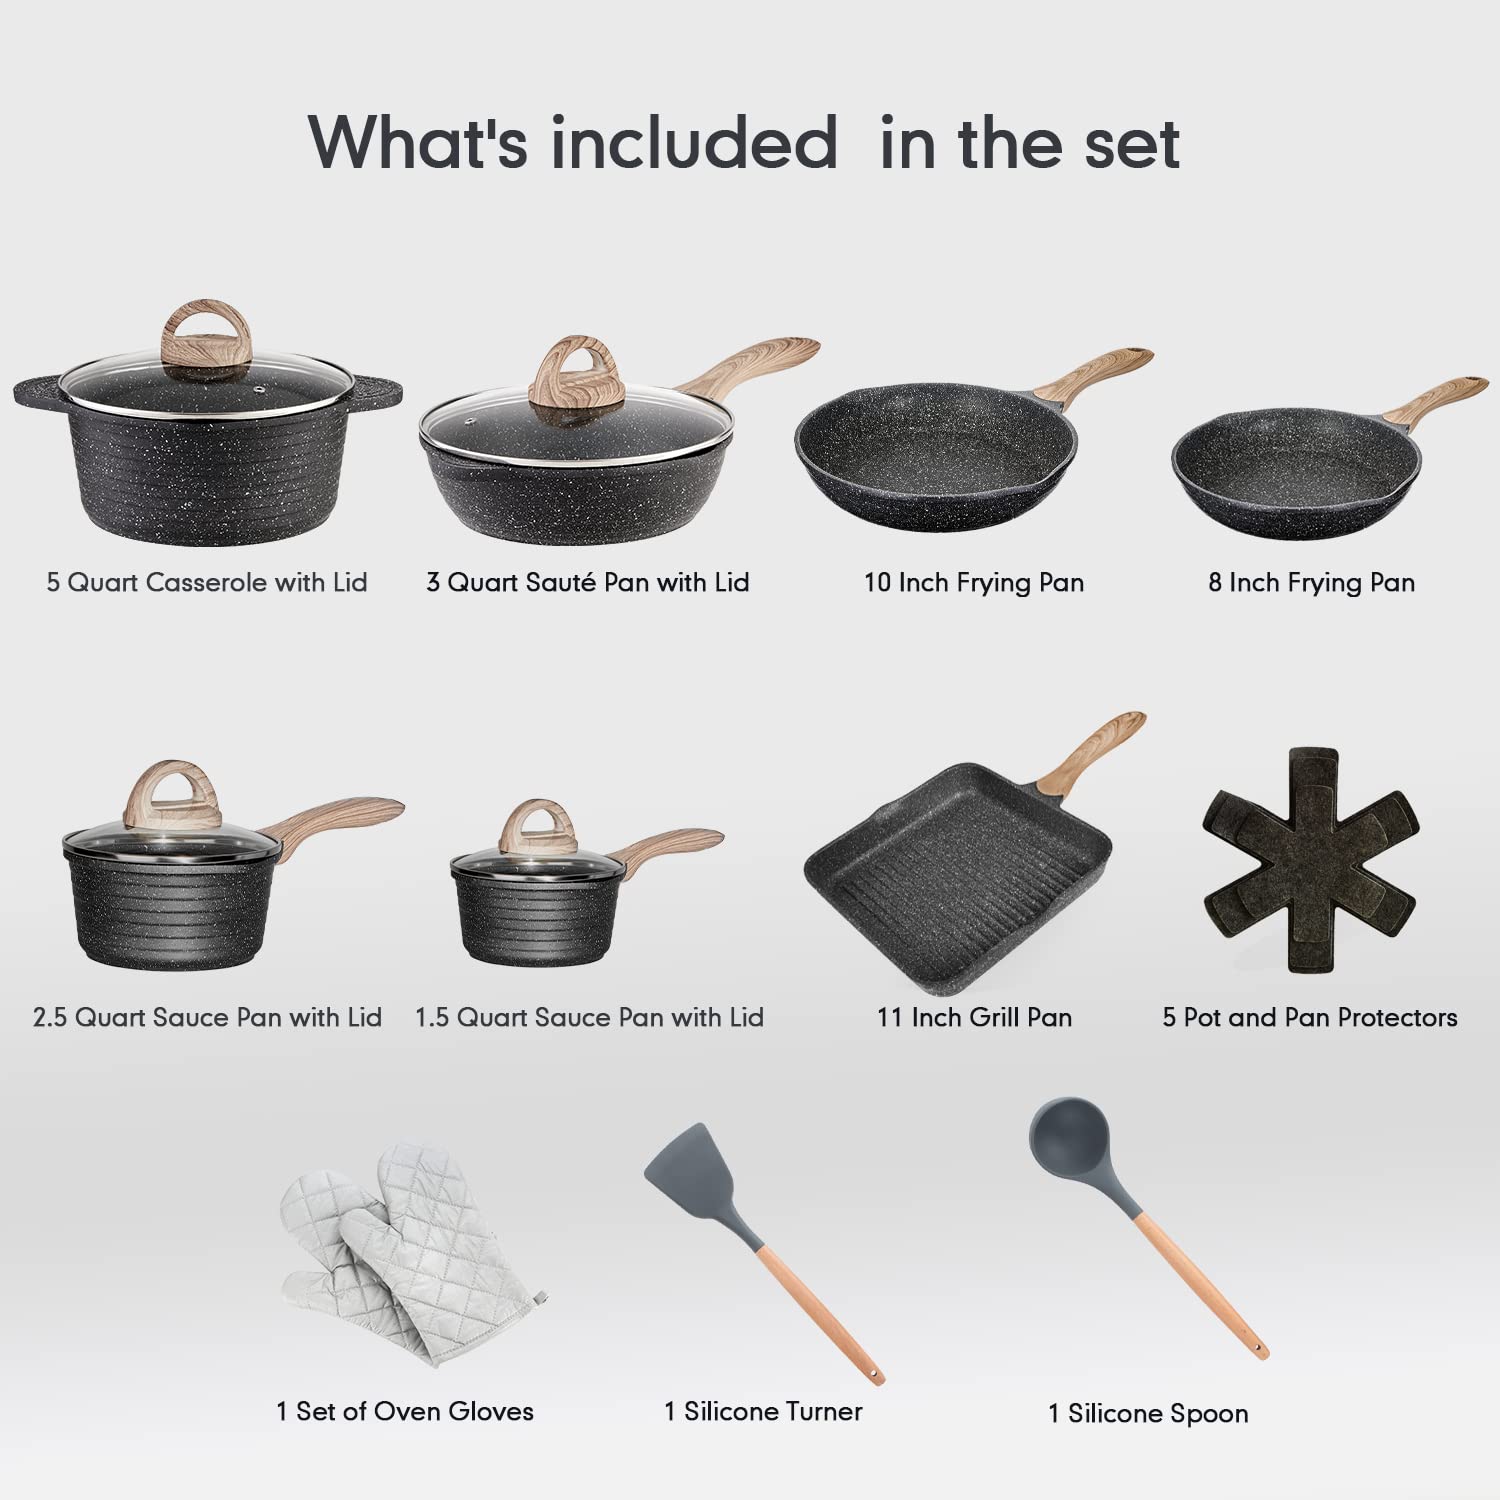 What's included in the set
5 Quart Casserole with Lid
3 Quart Sauté Pan with Lid
10 Inch Frying Pan
8 Inch Frying Pan
2.5 Quart Sauce Pan with Lid
1.5 Quart Sauce Pan with Lid
11 Inch Grill Pan
5 Pot and Pan Protectors
1 Set of Oven Gloves
1 Silicone Turner
1 Silicone Spoon